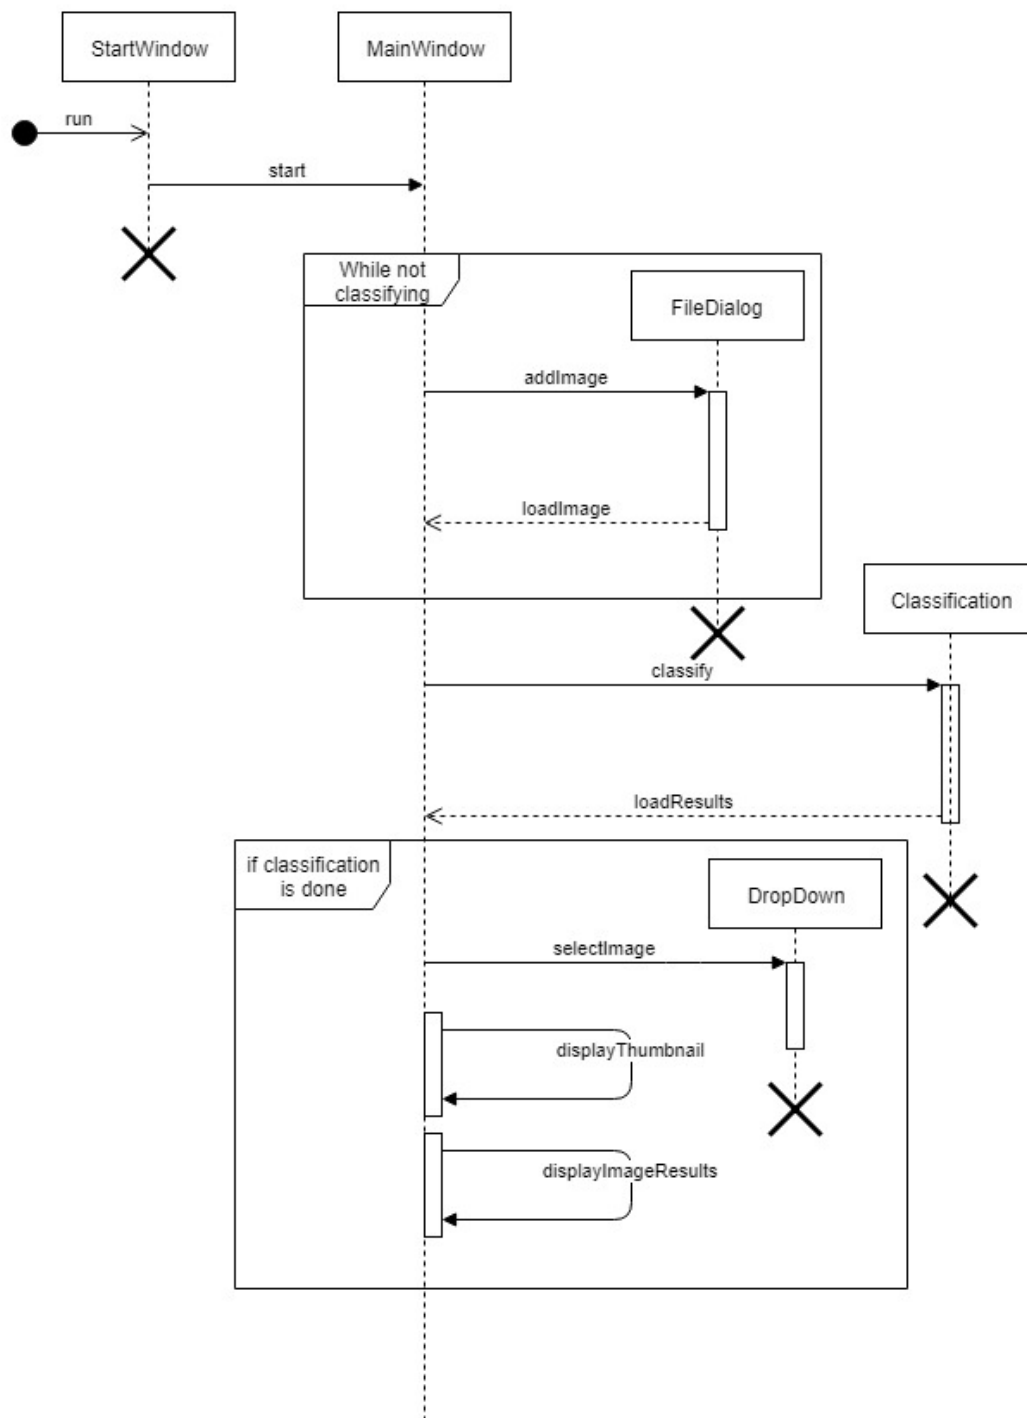 StartWindow
MainWindow
run
start
While not
classifying
FileDialog
addImage
loadImage
Classification
classify
loadResults
if classification
is done
DropDown
selectImage
displayThumbnail
displayImageResults